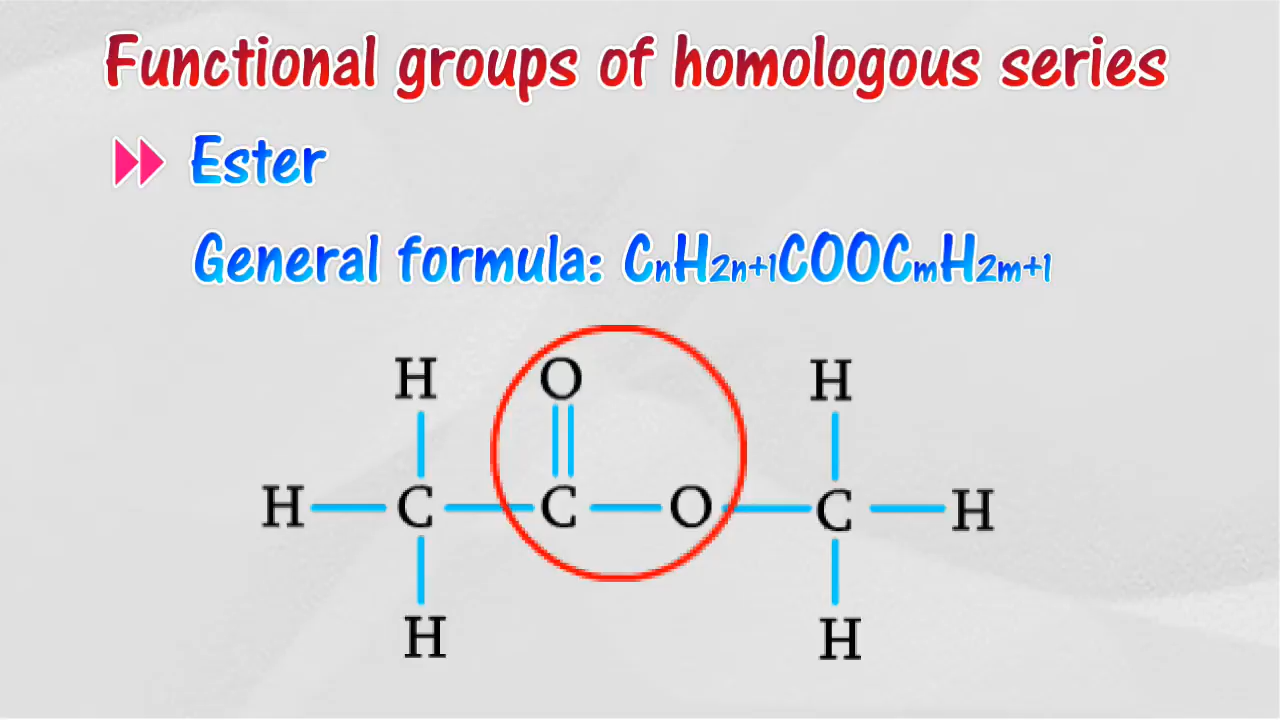 Functional groups of homologous series
Ester
General formula: CnH2n+1COOCmH2m+1
H O H
H C C O C H
H H